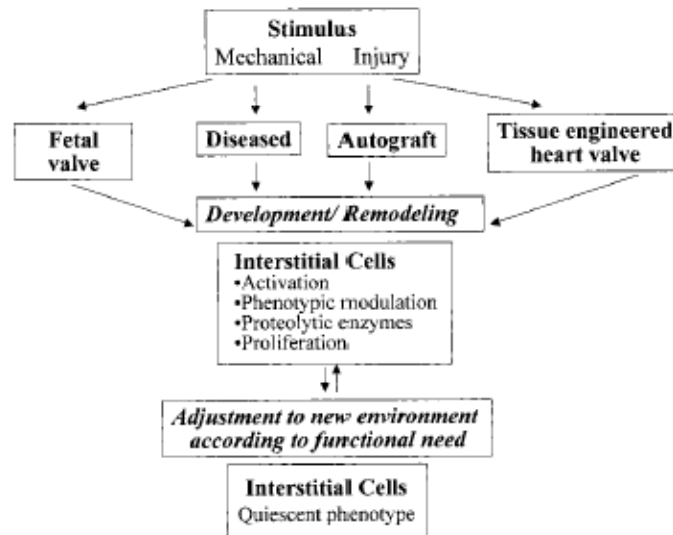 Stimulus
Mechanical Injury
Fetal
valve
Diseased
Autograft
Tissue engineered
heart valve
Development/ Remodeling
Interstitial Cells
•Activation
•Phenotypic modulation
•Proteolytic enzymes
•Proliferation
Adjustment to new environment
according to functional need
Interstitial Cells
Quiescent phenotype